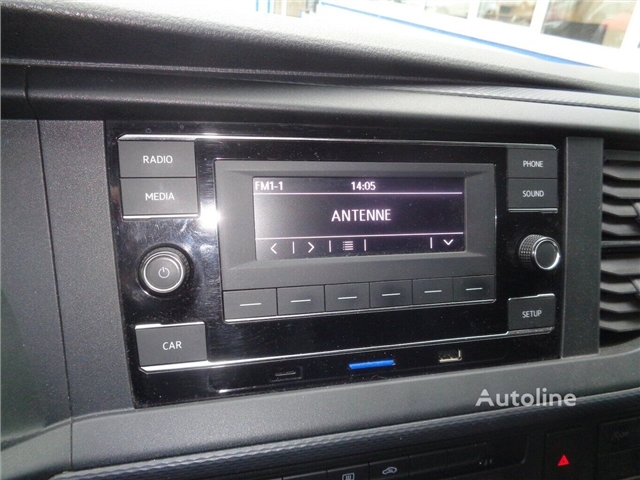 RADIO
MEDIA
FM1-1 14:05
ANTENNE
PHONE
SOUND
CAR
SETUP
Autoline